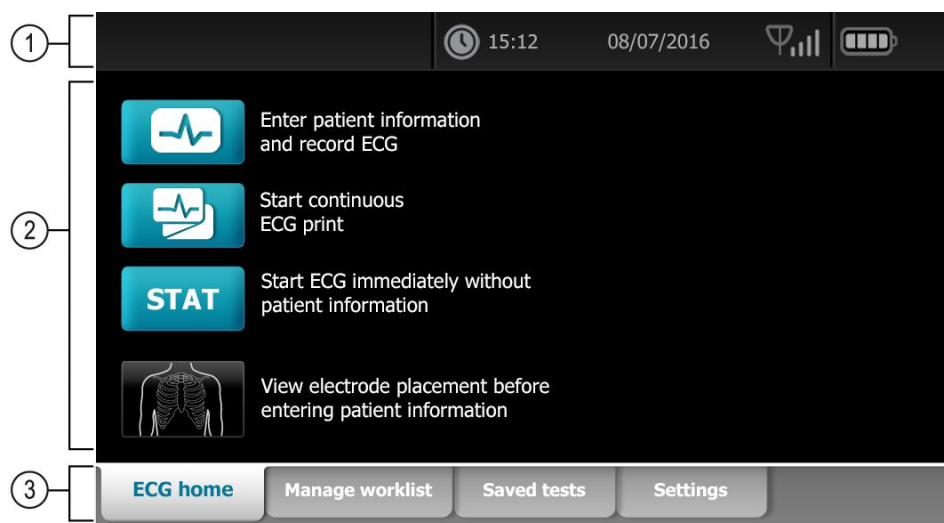 1
15:12 08/07/2016
2
Enter patient information
and record ECG
Start continuous
ECG print
STAT
Start ECG immediately without
patient information
View electrode placement before
entering patient information
3
ECG home Manage worklist Saved tests Settings